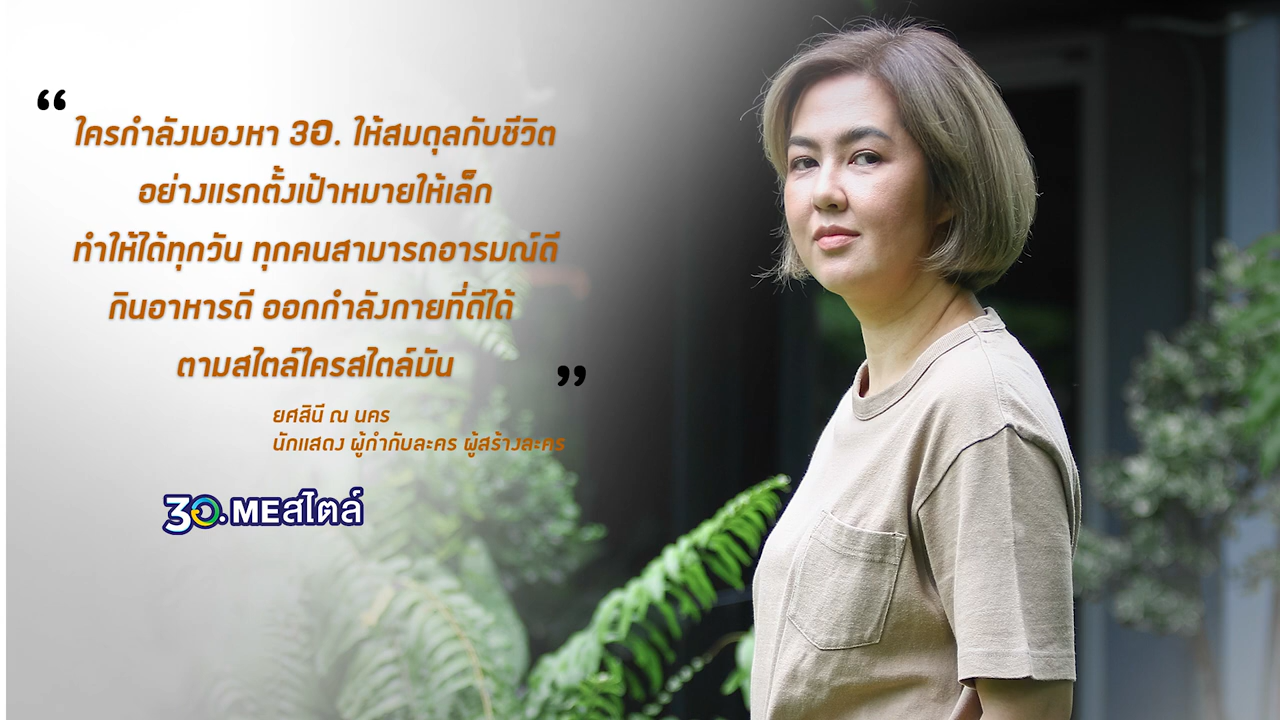 “
ใครกำลังมองหา 3อ. ให้สมดุลกับชีวิต
อย่างแรกตั้งเป้าหมายให้เล็ก
ทำให้ได้ทุกวัน ทุกคนสามารถอารมณ์ดี
กินอาหารดี ออกกำลังกายที่ดีได้
ตามสไตล์ใครสไตล์มัน
”
ยศสินี ณ นคร
นักแสดง ผู้กำกับละคร ผู้สร้างละคร
3อ.MEสไตล์